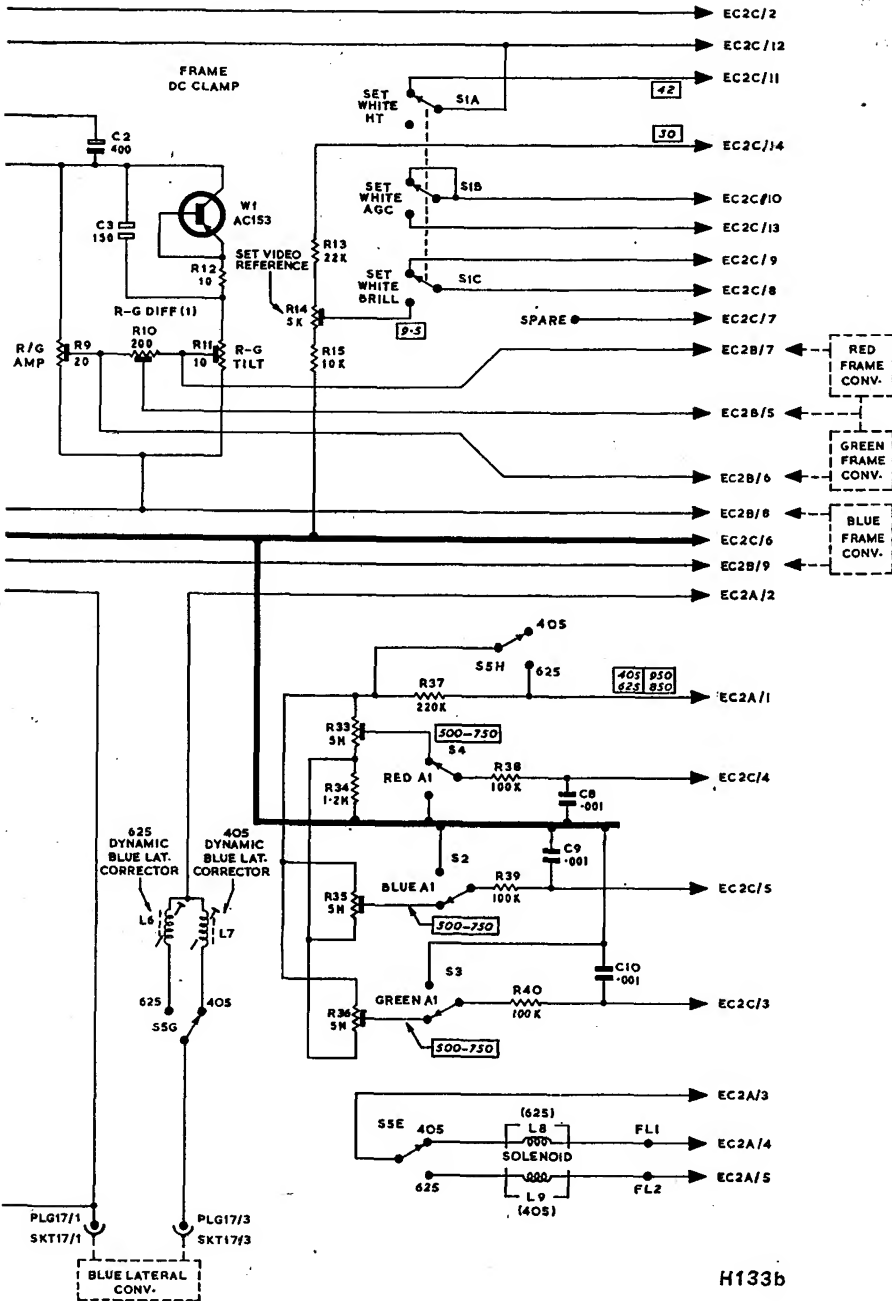 EC2C/2
EC2C/12
FRAME
DC CLAMP
EC2C/11
SET
WHITE
HT
S1A
42
C2
400
30
EC2C/14
SET
WHITE
AGC
S1B
EC2C/10
W1
AC153
C3
150
EC2C/13
R13
22K
SET VIDEO
REFERENCE
SET
WHITE
BRILL
EC2C/9
R12
10
S1C
EC2C/8
R-G DIFF(1)
R14
5K
9·5
SPARE
EC2C/7
R/G
AMP
R9
20
R10
200
R11
10
R-G
TILT
R15
10K
EC2B/7
RED
FRAME
CONV.
EC2B/5
GREEN
FRAME
CONV.
EC2B/6
EC2B/8
BLUE
FRAME
CONV.
EC2C/6
EC2B/9
EC2A/2
405
S5H
625
R37
220K
405 950
625 850
EC2A/1
R33
5M
500-750
S4
R38
100K
EC2C/4
R34
1·2M
RED A1
C8
·001
625
DYNAMIC
BLUE LAT.
CORRECTOR
405
DYNAMIC
BLUE LAT.
CORRECTOR
S2
C9
·001
R39
100K
BLUE A1
EC2C/5
R35
5M
L6
L7
500-750
S3
C10
·001
GREEN A1
R40
100K
EC2C/3
625
405
S5G
R36
5M
500-750
EC2A/3
S5E
405
(625)
L8
FL1
EC2A/4
SOLENOID
625
L9
(405)
FL2
EC2A/5
PLG17/1
SKT17/1
PLG17/3
SKT17/3
BLUE LATERAL
CONV.
H133b